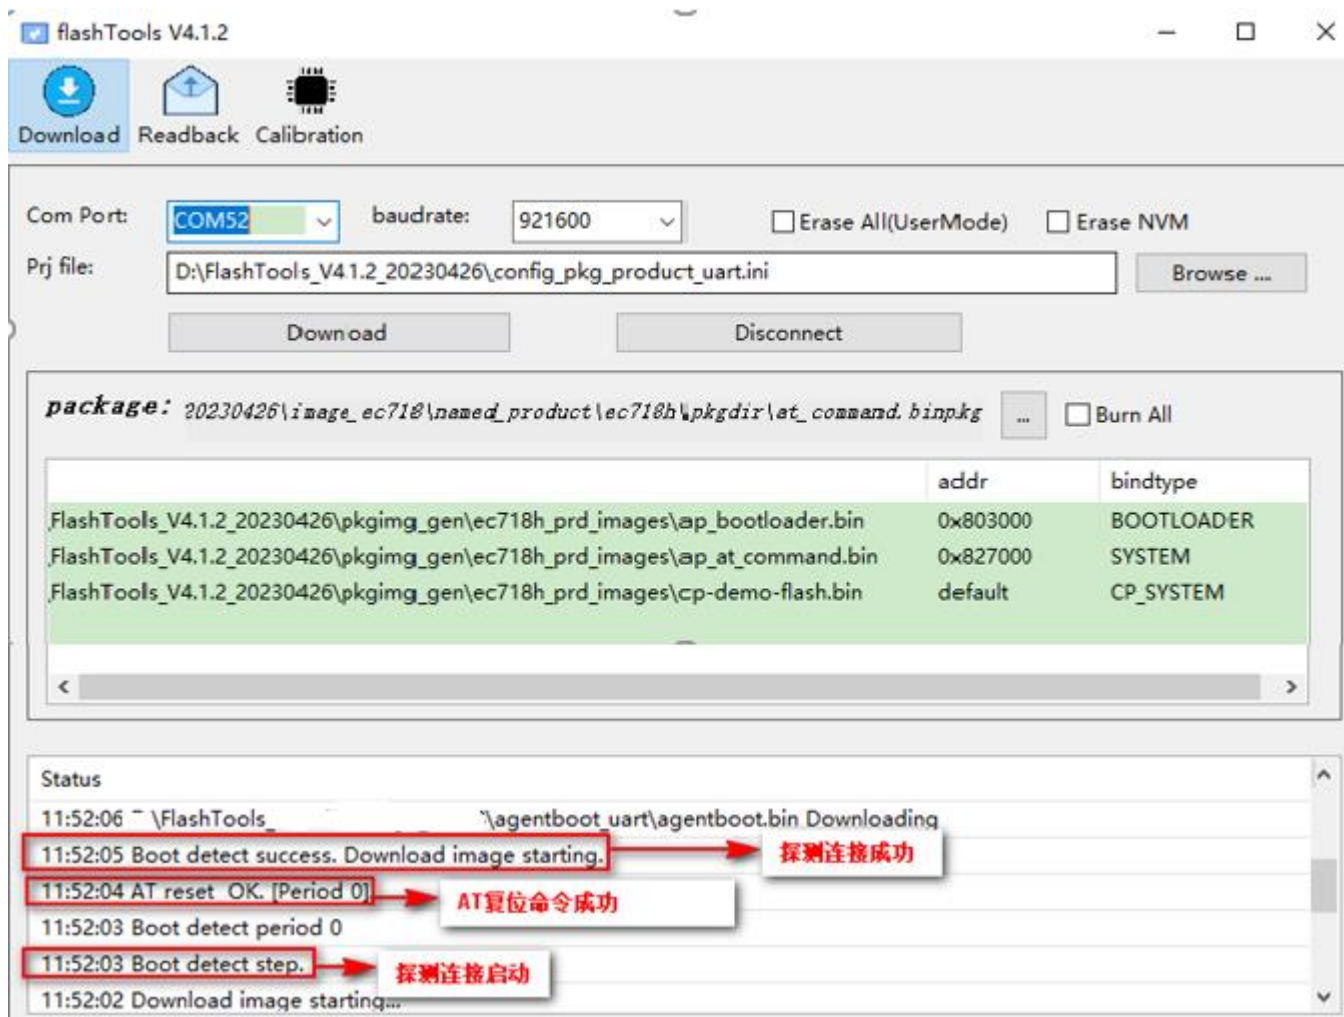 flashTools V4.1.2
Download Readback Calibration
Com Port: COM52 baudrate: 921600 Erase All(UserMode) Erase NVM
Prj file: D:\FlashTools_V4.1.2_20230426\config_pkg_product_uart.ini Browse ....
Downoad Disconnect
package: 20230426\image_ec718\named_product\ec718h\pkgdir\at_command.binpkg ... Burn All
addr bindtype
FlashTools_V4.1.2_20230426\pkgimg_gen\ec718h_prd_images\ap_bootloader.bin 0x803000 BOOTLOADER
FlashTools_V4.1.2_20230426\pkgimg_gen\ec718h_prd_images\ap_at_command.bin 0x827000 SYSTEM
FlashTools_V4.1.2_20230426\pkgimg_gen\ec718h_prd_images\cp-demo-flash.bin default CP_SYSTEM
Status
11:52:06 \FlashTools_ \agentboot_uart\agentboot.bin Downloading
11:52:05 Boot detect success. Download image starting. 探测连接成功
11:52:04 AT reset OK. [Period 0] AT复位命令成功
11:52:03 Boot detect period 0
11:52:03 Boot detect step. 探测连接启动
11:52:02 Download image starting...